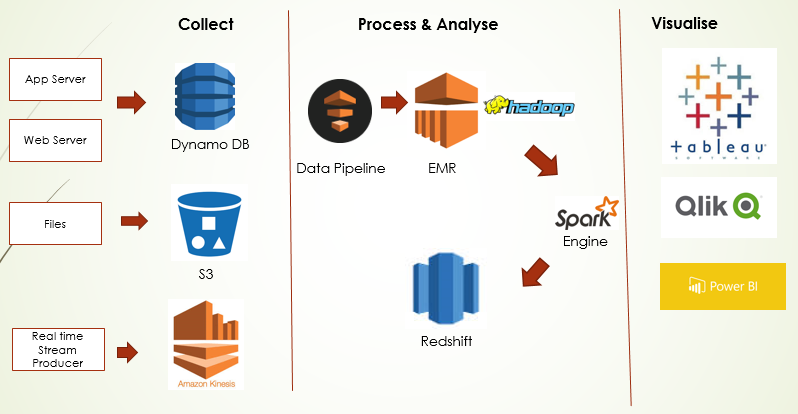 Collect
Process & Analyse
Visualise
App Server
Web Server
Dynamo DB
Files
S3
Real time
Stream
Producer
Amazon Kinesis
Data Pipeline
EMR
hadoop
Spark
Engine
Redshift
tableau
SOFTWARE
Qlik Q
Power BI